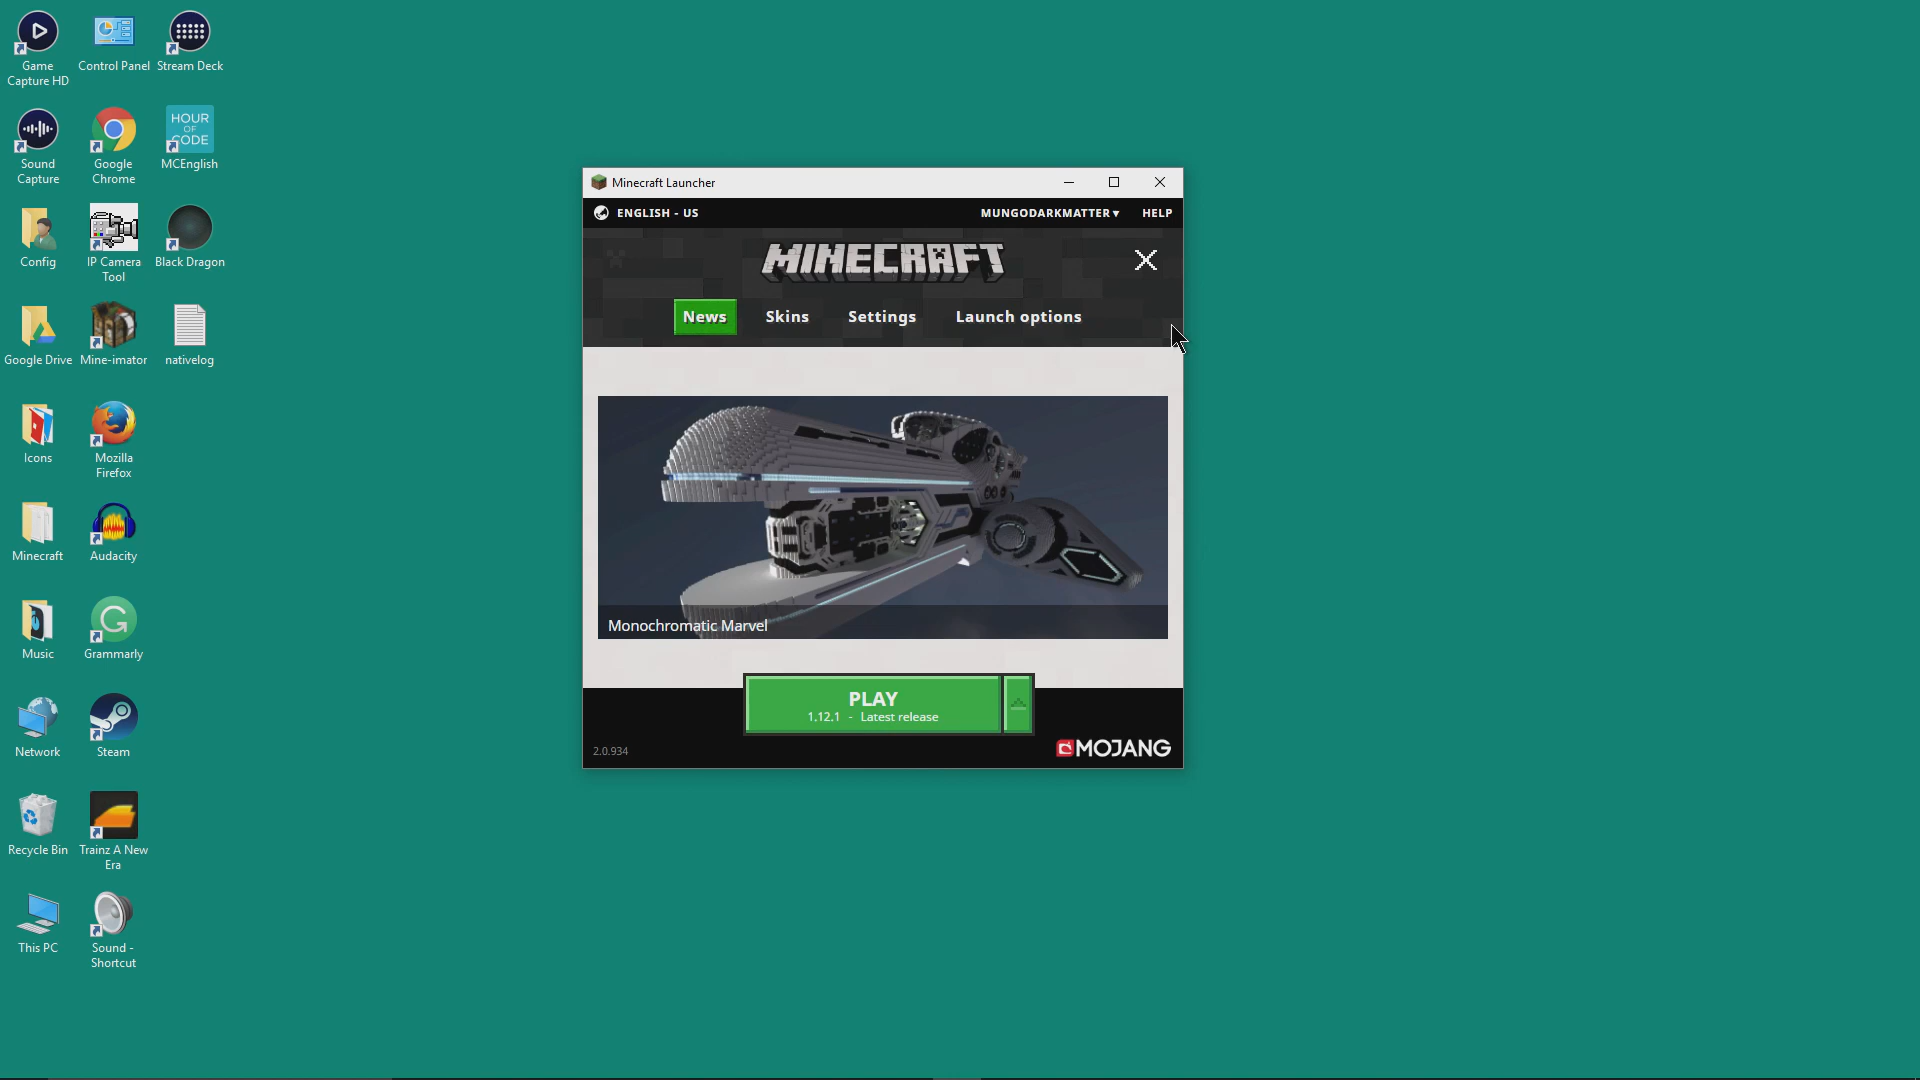 Game
Capture HD
Control Panel
Stream Deck
Sound
Capture
Google
Chrome
HOUR
OF
CODE
MCEnglish
Config
IP Camera
Tool
Black Dragon
Google Drive
Mine-imator
nativelog
Icons
Mozilla
Firefox
Minecraft
Audacity
Music
Grammarly
Network
Steam
Recycle Bin
Trainz A New
Era
This PC
Sound -
Shortcut
Minecraft Launcher
ENGLISH - US
MUNGODARKMATTER▼
HELP
MINECRAFT
News
Skins
Settings
Launch options
Monochromatic Marvel
PLAY
1.12.1 - Latest release
2.0.934
MOJANG